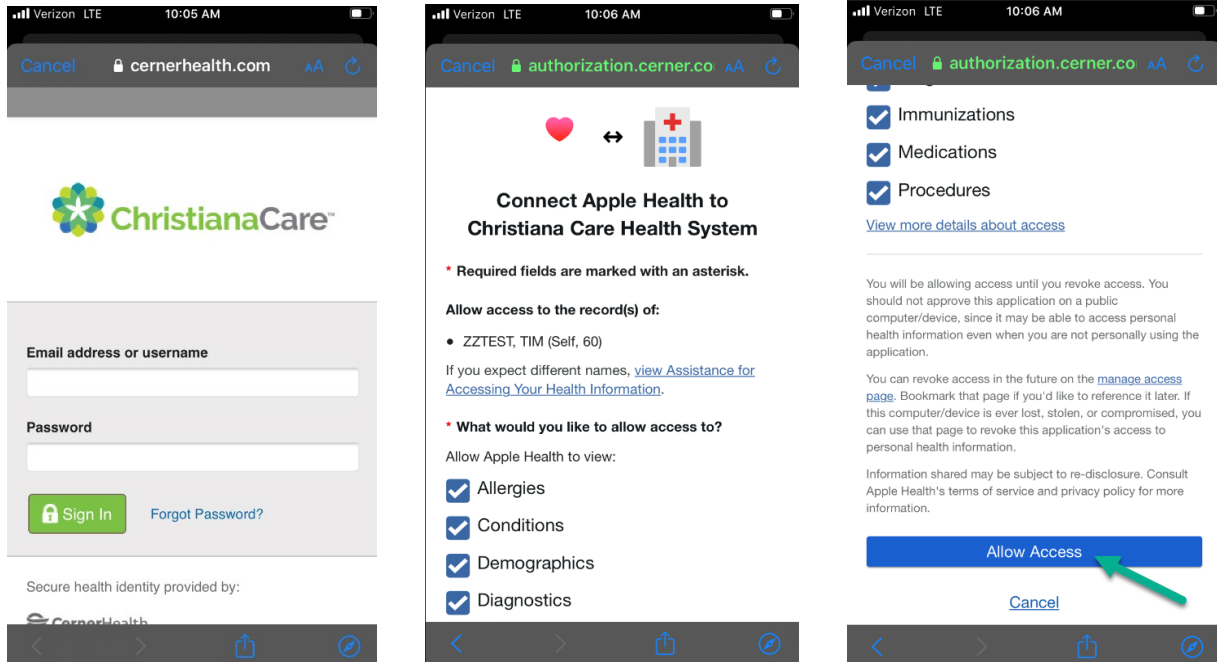 Verizon LTE 10:05 AM
Cancel cernerhealth.com AA
ChristianaCare™
Email address or username
Password
Sign In Forgot Password?
Secure health identity provided by:
CernerHealth
Verizon LTE 10:06 AM
Cancel authorization.cerner.co AA
Connect Apple Health to
Christiana Care Health System
* Required fields are marked with an asterisk.
Allow access to the record(s) of:
• ZZTEST, TIM (Self, 60)
If you expect different names, view Assistance for
Accessing Your Health Information.
* What would you like to allow access to?
Allow Apple Health to view:
Allergies
Conditions
Demographics
Diagnostics
Verizon LTE 10:06 AM
Cancel authorization.cerner.co AA
Immunizations
Medications
Procedures
View more details about access
You will be allowing access until you revoke access. You
should not approve this application on a public
computer/device, since it may be able to access personal
health information even when you are not personally using the
application.
You can revoke access in the future on the manage access
page. Bookmark that page if you'd like to reference it later. If
this computer/device is ever lost, stolen, or compromised, you
can use that page to revoke this application's access to
personal health information.
Information shared may be subject to re-disclosure. Consult
Apple Health's terms of service and privacy policy for more
information.
Allow Access
Cancel